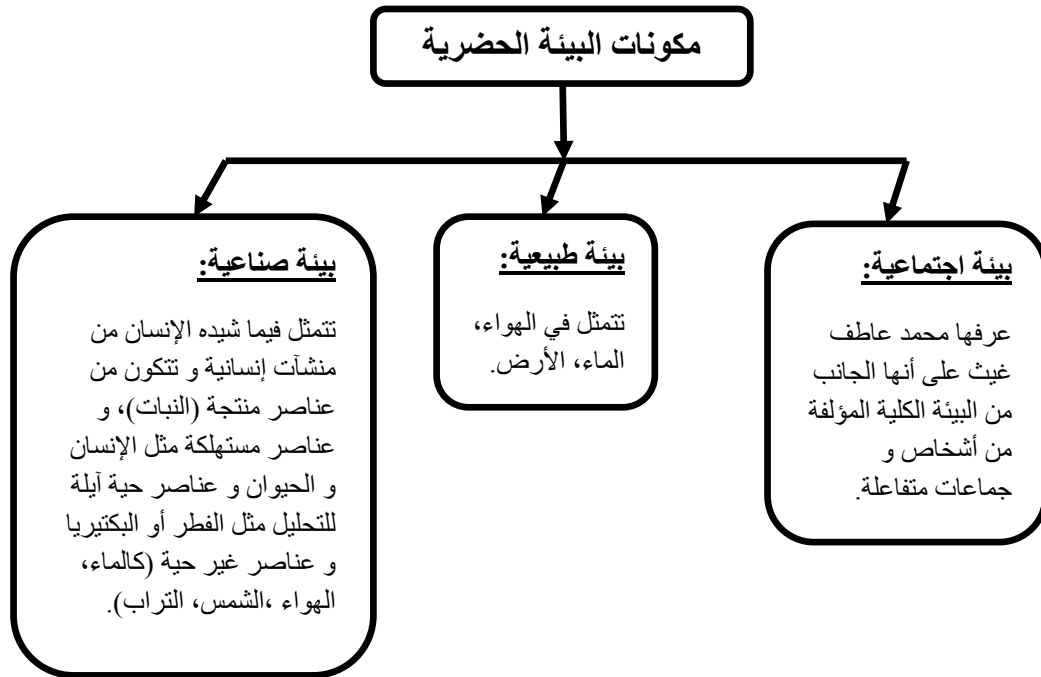 مكونات البيئة الحضرية
بيئة اجتماعية:
عرفها محمد عاطف
غيث على أنها الجانب
من البيئة الكلية المؤلفة
من أشخاص و
جماعات متفاعلة.
بيئة طبيعية:
تتمثل في الهواء،
الماء، الأرض.
بيئة صناعية:
تتمثل فيما شيده الإنسان من
منشآت إنسانية و تتكون من
عناصر منتجة (النبات)، و
عناصر مستهلكة مثل الإنسان
و الحيوان و عناصر حية آيلة
للتحليل مثل الفطر أو البكتيريا
و عناصر غير حية (كالماء،
الهواء ،الشمس، التراب).